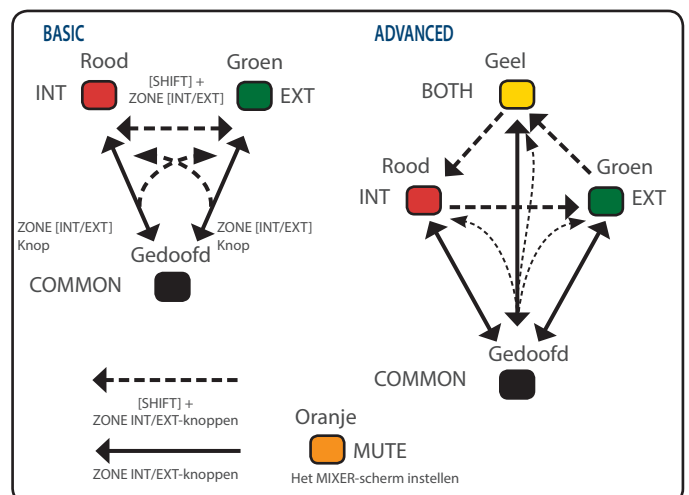 BASIC
Rood
Groen
INT
[SHIFT] +
ZONE [INT/EXT]
EXT
ZONE [INT/EXT]
Knop
ZONE [INT/EXT]
Knop
Gedoofd
COMMON
ADVANCED
Geel
BOTH
Rood
Groen
INT
EXT
Gedoofd
COMMON
[SHIFT] +
ZONE INT/EXT-knoppen
ZONE INT/EXT-knoppen
Oranje
MUTE
Het MIXER-scherm instellen